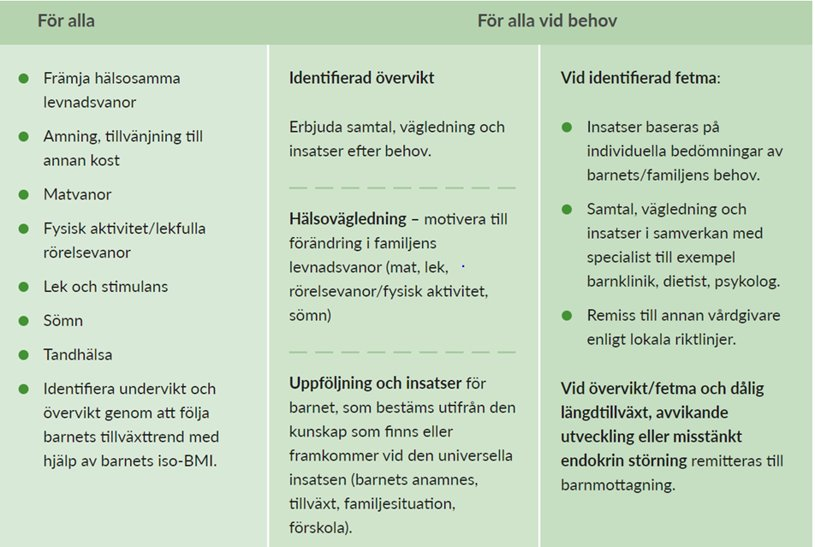 För alla
För alla vid behov
Främja hälsosamma
levnadsvanor
Amning, tillvänjning till
annan kost
Matvanor
Fysisk aktivitet/lekfulla
rörelsevanor
Lek och stimulans
Sömn
Tandhälsa
Identifiera undervikt och
övervikt genom att följa
barnets tillväxttrend med
hjälp av barnets iso-BMI.
Identifierad övervikt
Erbjuda samtal, vägledning och
insatser efter behov.
Hälsovägledning – motivera till
förändring i familjens
levnadsvanor (mat, lek,
rörelsevanor/fysisk aktivitet,
sömn)
Uppföljning och insatser för
barnet, som bestäms utifrån den
kunskap som finns eller
framkommer vid den universella
insatsen (barnets anamnes,
tillväxt, familjesituation,
förskola).
Vid identifierad fetma:
Insatser baseras på
individuella bedömningar av
barnets/familjens behov.
Samtal, vägledning och
insatser i samverkan med
specialist till exempel
barnklinik, dietist, psykolog.
Remiss till annan vårdgivare
enligt lokala riktlinjer.
Vid övervikt/fetma och dålig
längdtillväxt, avvikande
utveckling eller misstänkt
endokrin störning remitteras till
barnmottagning.